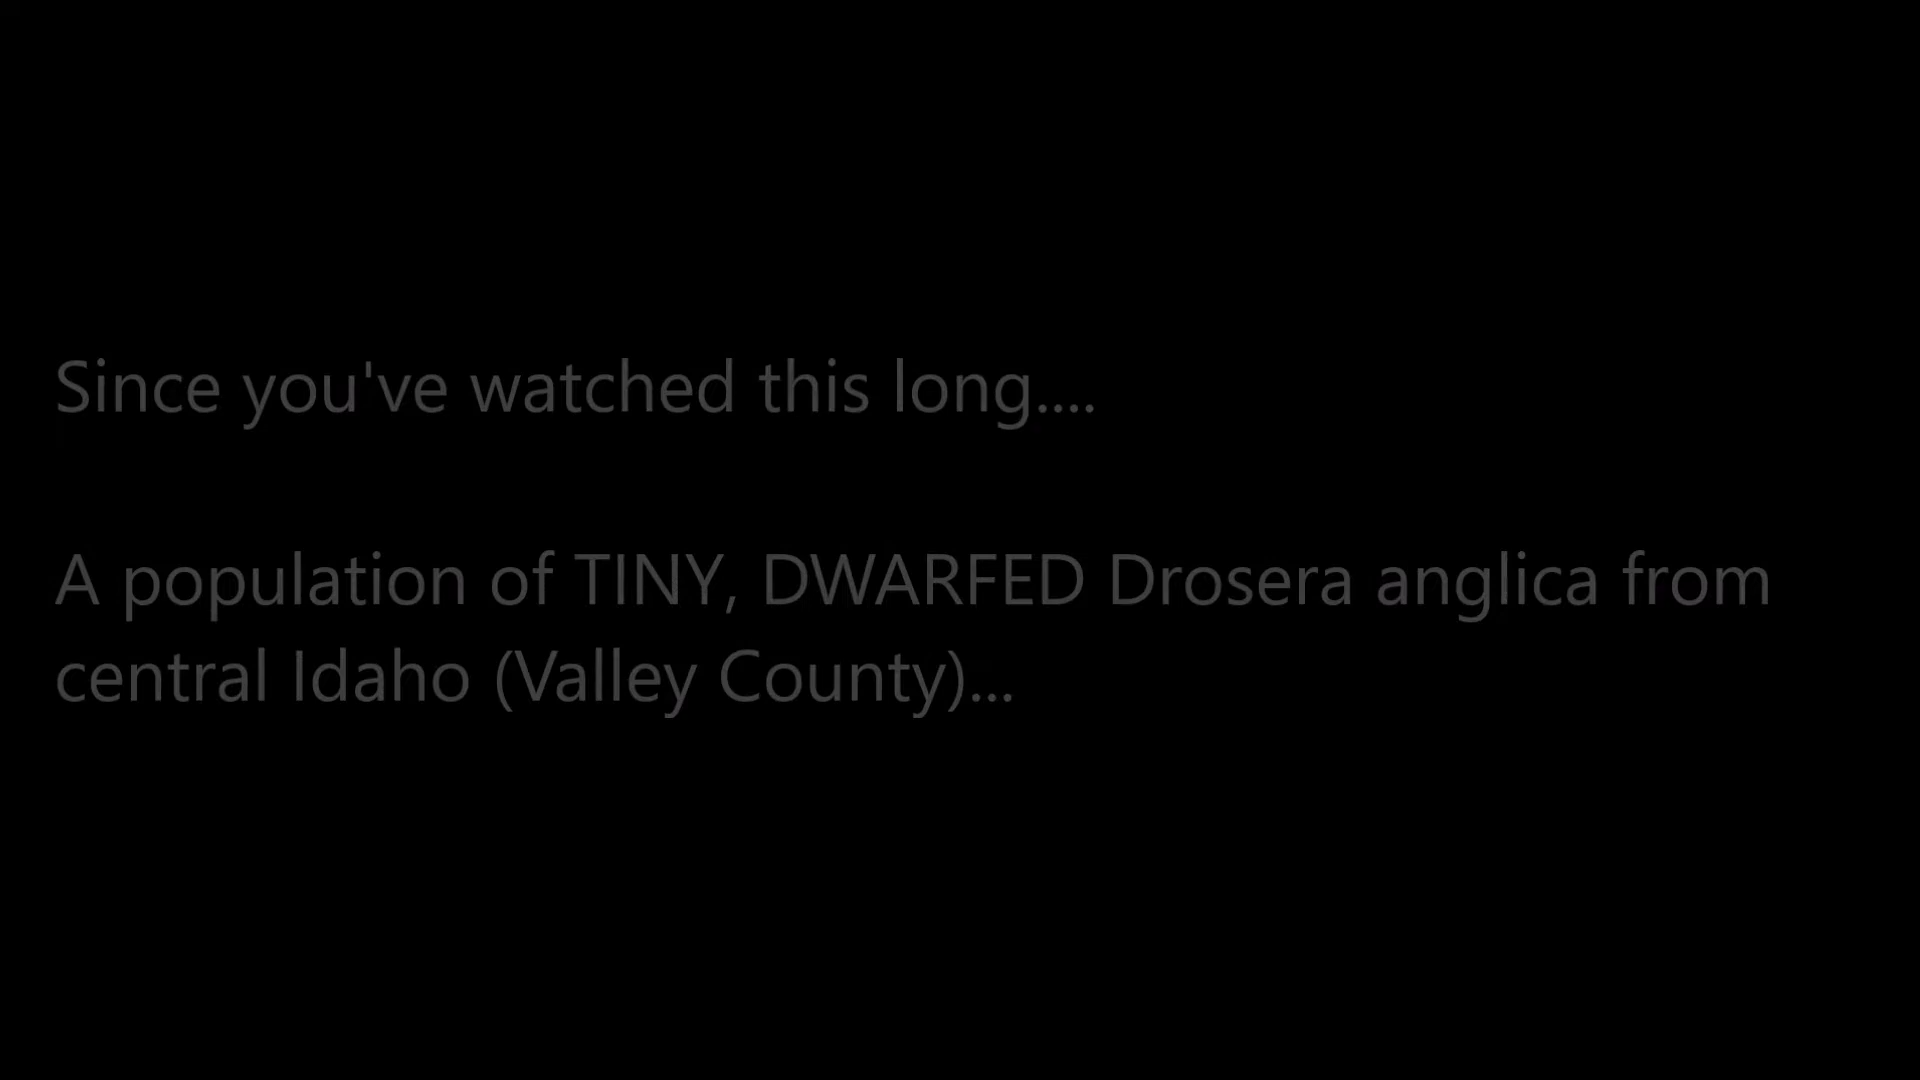 Since you've watched this long....
A population of TINY, DWARFED Drosera anglica from
central Idaho (Valley County)...